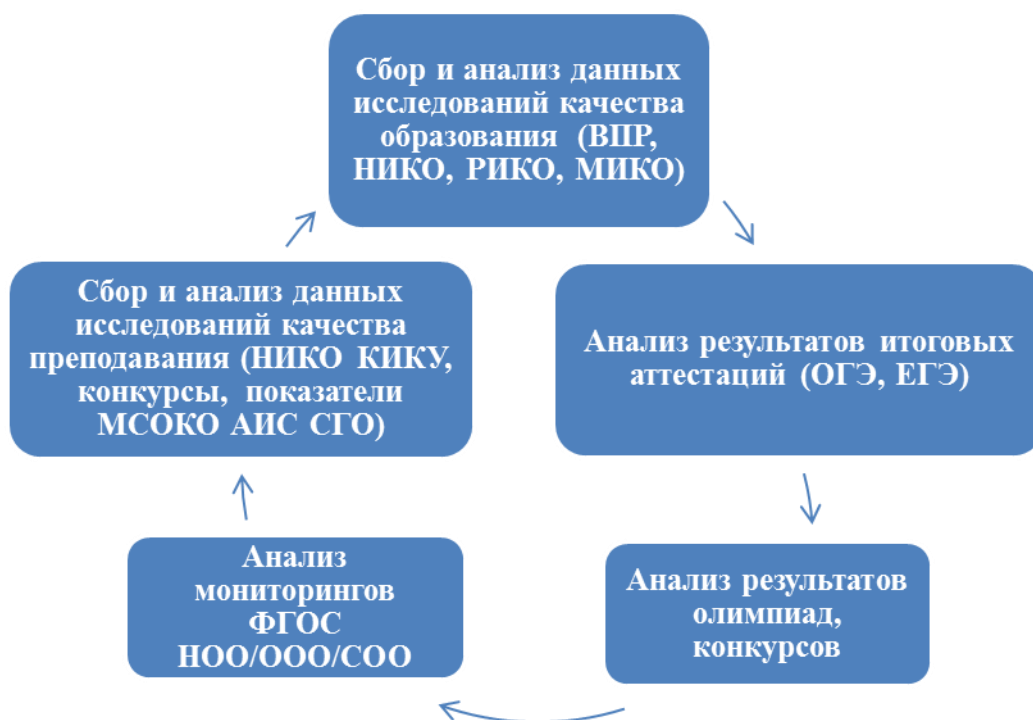 Сбор и анализ данных
исследований качества
образования (ВПР,
НИКО, РИКО, МИКО)
Анализ результатов итоговых
аттестаций (ОГЭ, ЕГЭ)
Анализ результатов
олимпиад,
конкурсов
Анализ
мониторингов
ФГОС
НОО/ООО/СОО
Сбор и анализ данных
исследований качества
преподавания (НИКО КИКУ,
конкурсы, показатели
МСОКО АИС СГО)